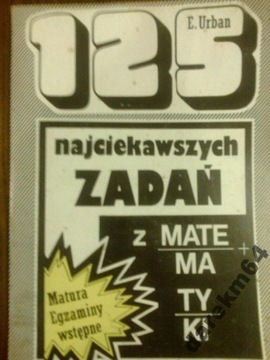 E. Urban
125
najciekawszych
ZADAŃ
z MATE
+ MA
TY
KI
Matura
Egzaminy
wstępne